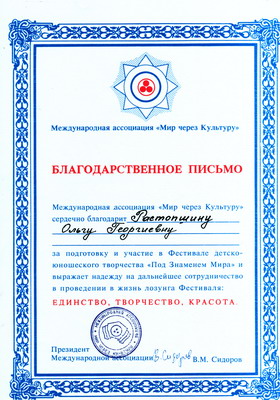 Международная ассоциация «Мир через Культуру»
БЛАГОДАРСТВЕННОЕ ПИСЬМО
Международная ассоциация «Мир через Культуру»
сердечно благодарит Растопшину
Ольгу Георгиевну
за подготовку и участие в Фестивале детско-
юношеского творчества «Под Знаменем Мира» и
выражает надежду на дальнейшее сотрудничество
в проведении в жизнь лозунга Фестиваля:
ЕДИНСТВО, ТВОРЧЕСТВО, КРАСОТА.
Президент
Международной ассоциации В.М. Сидоров